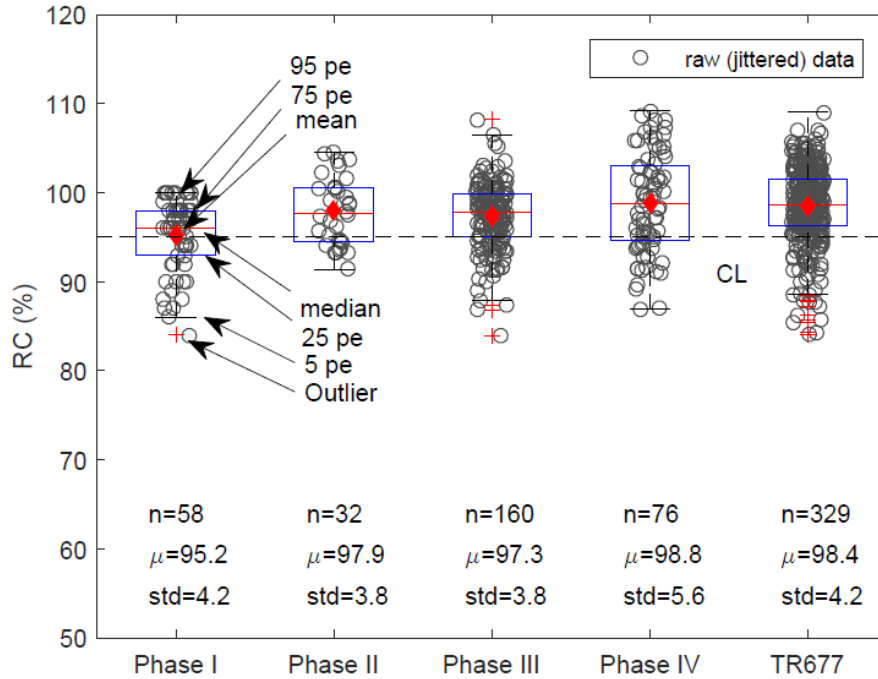 120
110
100
90
80
70
60
50
RC (%)
raw (jittered) data
95 pe
75 pe
mean
median
25 pe
5 pe
Outlier
CL
n=58
n=32
n=160
n=76
n=329
μ=95.2
μ=97.9
μ=97.3
μ=98.8
μ=98.4
std=4.2
std=3.8
std=3.8
std=5.6
std=4.2
Phase I
Phase II
Phase III
Phase IV
TR677